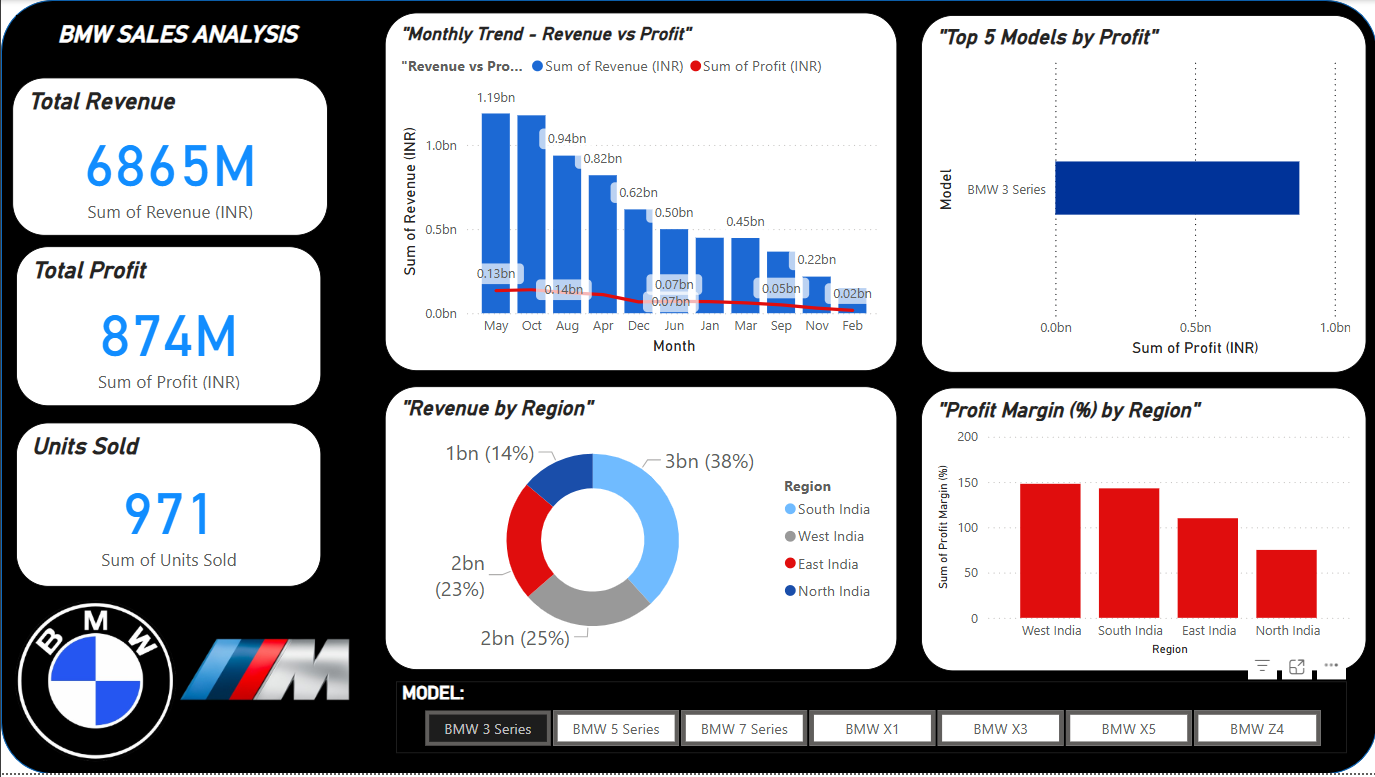 BMW SALES ANALYSIS
Total Revenue
6865M
Sum of Revenue (INR)
Total Profit
874M
Sum of Profit (INR)
Units Sold
971
Sum of Units Sold
BMW
M
"Monthly Trend - Revenue vs Profit"
"Revenue vs Pro... Sum of Revenue (INR) Sum of Profit (INR)
Sum of Revenue (INR)
1.0bn
0.5bn
0.0bn
1.19bn
0.94bn
0.82bn
0.62bn
0.50bn
0.45bn
0.22bn
0.13bn
0.14bn
0.07bn
0.07bn
0.05bn
0.02bn
May Oct Aug Apr Dec Jun Jan Mar Sep Nov Feb
Month
"Top 5 Models by Profit"
Model
BMW 3 Series
0.0bn 0.5bn 1.0bn
Sum of Profit (INR)
"Revenue by Region"
1bn (14%)
3bn (38%)
2bn
(23%)
2bn (25%)
Region
South India
West India
East India
North India
"Profit Margin (%) by Region"
Sum of Profit Margin (%)
200
150
100
50
0
West India South India East India North India
Region
MODEL:
BMW 3 Series BMW 5 Series BMW 7 Series BMW X1 BMW X3 BMW X5 BMW Z4